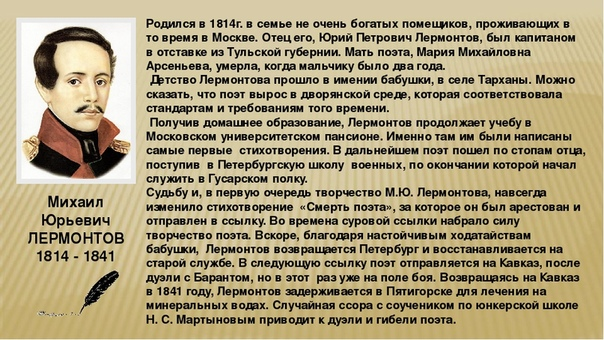 Родился в 1814г. в семье не очень богатых помещиков, проживающих в
то время в Москве. Отец его, Юрий Петрович Лермонтов, был капитаном
в отставке из Тульской губернии. Мать поэта, Мария Михайловна
Арсеньева, умерла, когда мальчику было два года.
Детство Лермонтова прошло в имении бабушки, в селе Тарханы. Можно
сказать, что поэт вырос в дворянской среде, которая соответствовала
стандартам и требованиям того времени.
Получив домашнее образование, Лермонтов продолжает учебу в
Московском университетском пансионе. Именно там им были написаны
самые первые стихотворения. В дальнейшем поэт пошел по стопам отца,
поступив в Петербургскую школу военных, по окончании которой начал
служить в Гусарском полку.
Судьбу и, в первую очередь творчество М.Ю. Лермонтова, навсегда
изменило стихотворение «Смерть поэта», за которое он был арестован и
отправлен в ссылку. Во времена суровой ссылки набрало силу
творчество поэта. Вскоре, благодаря настойчивым ходатайствам
бабушки, Лермонтов возвращается Петербург и восстанавливается на
старой службе. В следующую ссылку поэт отправляется на Кавказ, после
дуэли с Барантом, но в этот раз уже на поле боя. Возвращаясь на Кавказ
в 1841 году, Лермонтов задерживается в Пятигорске для лечения на
минеральных водах. Случайная ссора с соучеником по юнкерской школе
Н. С. Мартыновым приводит к дуэли и гибели поэта.
Михаил
Юрьевич
ЛЕРМОНТОВ
1814 - 1841